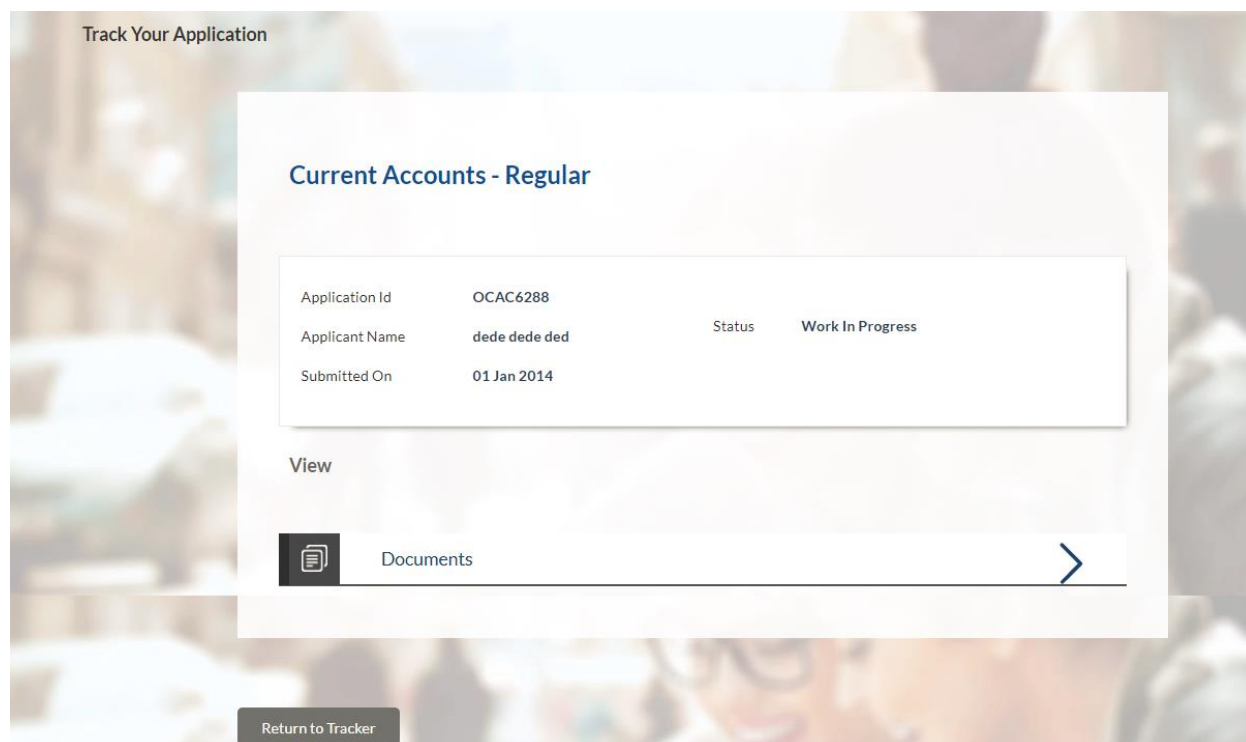 Track Your Application
Current Accounts - Regular
Application Id OCAC6288
Applicant Name dede dede ded
Status Work In Progress
Submitted On 01 Jan 2014
View
Documents
Return to Tracker